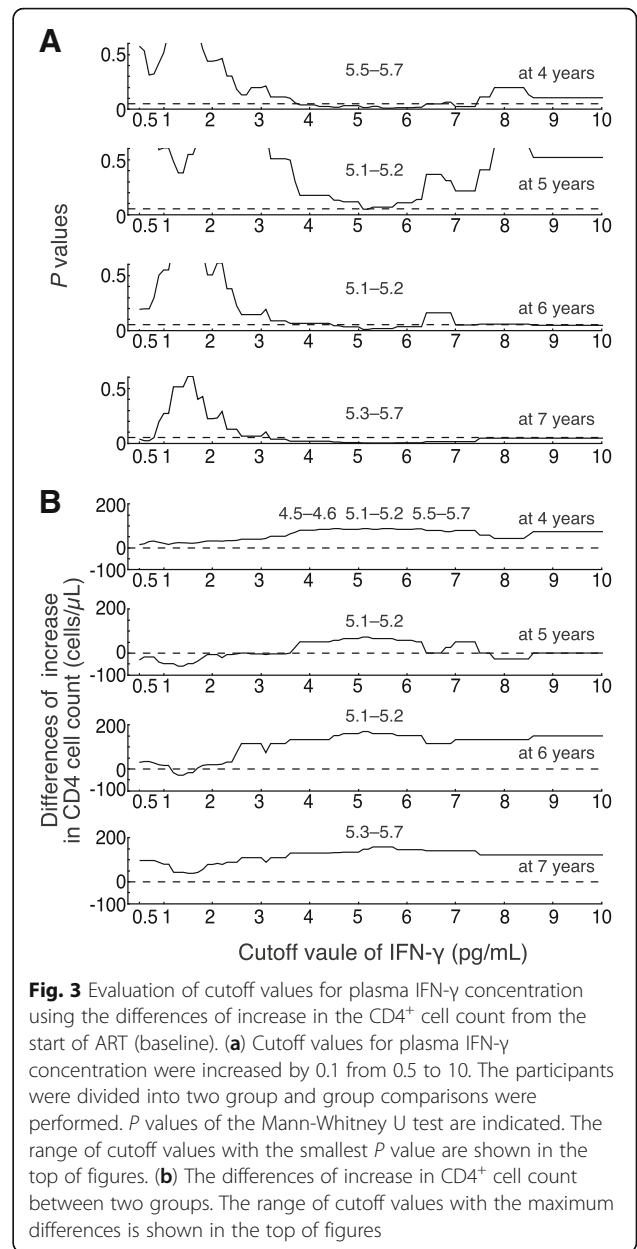 A
0.5
5.5–5.7
at 4 years
0
0.5 1 2 3 4 5 6 7 8 9 10
0.5
5.1–5.2
at 5 years
0
0.5 1 2 3 4 5 6 7 8 9 10
P values
0.5
5.1–5.2
at 6 years
0
0.5 1 2 3 4 5 6 7 8 9 10
0.5
5.3–5.7
at 7 years
0
0.5 1 2 3 4 5 6 7 8 9 10
B
200
4.5–4.6 5.1–5.2 5.5–5.7
at 4 years
0
-100
0.5 1 2 3 4 5 6 7 8 9 10
200
5.1–5.2
at 5 years
0
-100
0.5 1 2 3 4 5 6 7 8 9 10
Differences of increase
in CD4 cell count (cells/µL)
200
5.1–5.2
at 6 years
0
-100
0.5 1 2 3 4 5 6 7 8 9 10
200
5.3–5.7
at 7 years
0
-100
0.5 1 2 3 4 5 6 7 8 9 10
Cutoff vaule of IFN-γ (pg/mL)
Fig. 3 Evaluation of cutoff values for plasma IFN-γ concentration
using the differences of increase in the CD4⁺ cell count from the
start of ART (baseline). (a) Cutoff values for plasma IFN-γ
concentration were increased by 0.1 from 0.5 to 10. The participants
were divided into two group and group comparisons were
performed. P values of the Mann-Whitney U test are indicated. The
range of cutoff values with the smallest P value are shown in the
top of figures. (b) The differences of increase in CD4⁺ cell count
between two groups. The range of cutoff values with the maximum
differences is shown in the top of figures